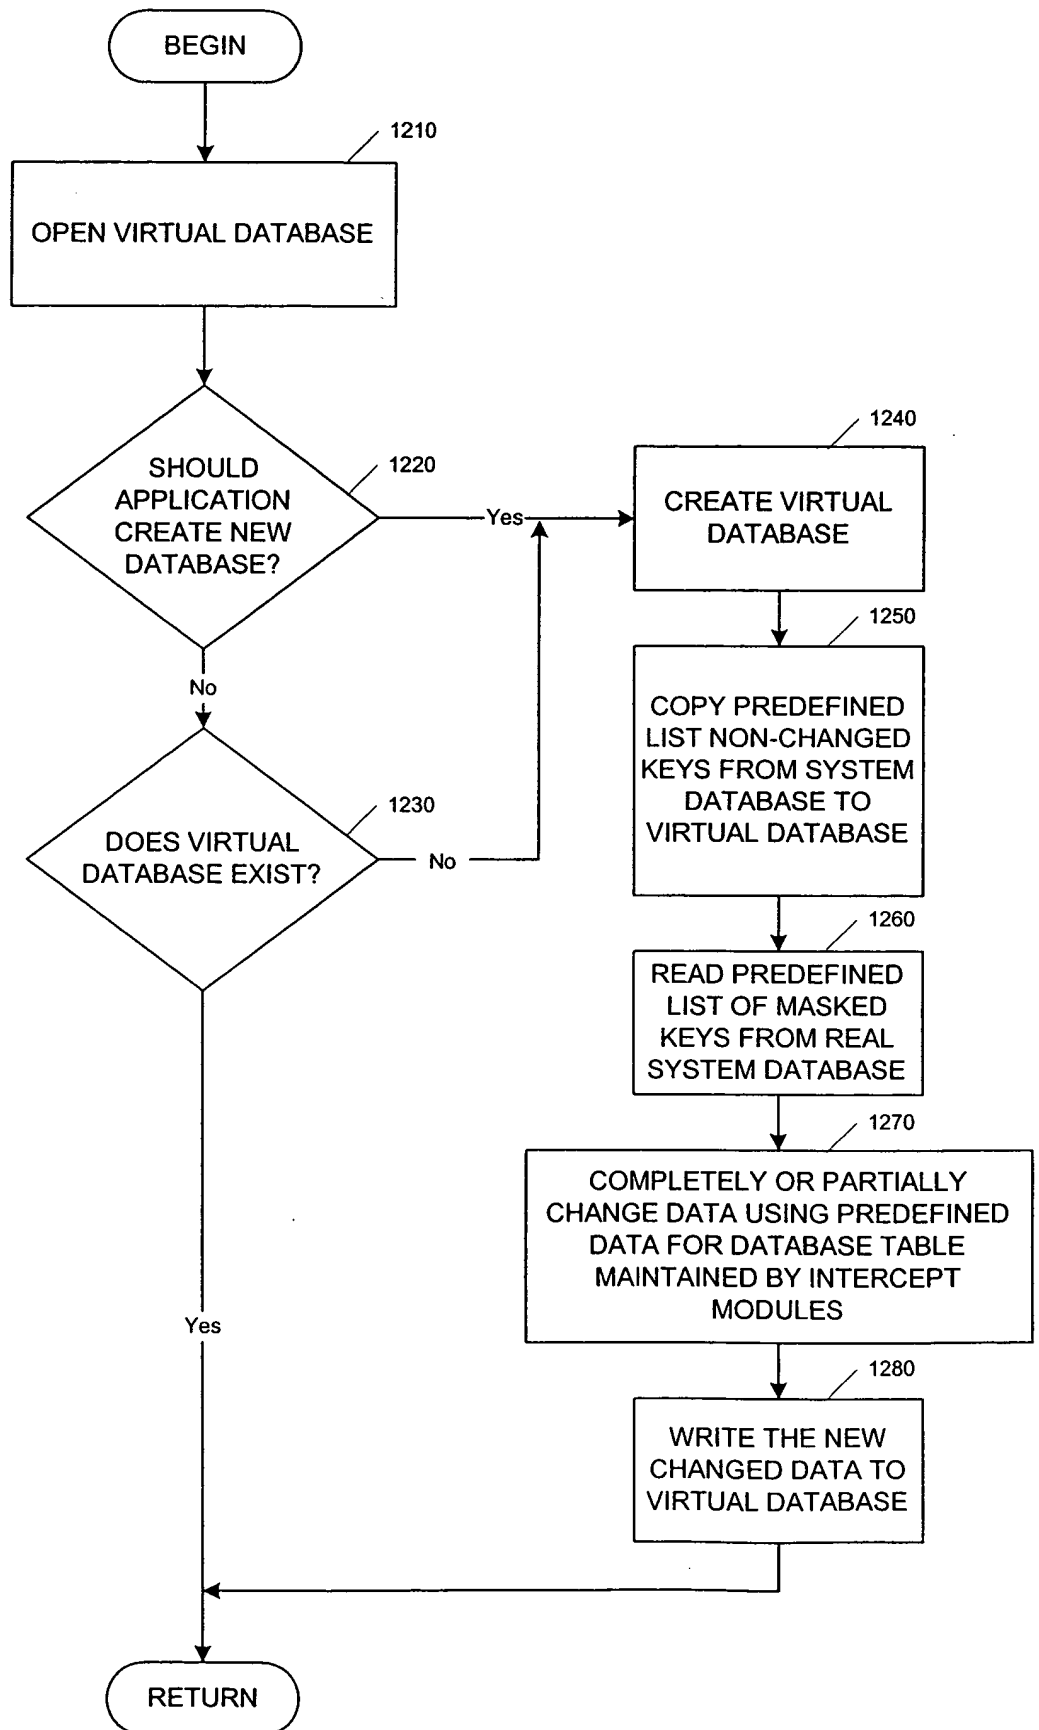 BEGIN
1210
OPEN VIRTUAL DATABASE
1220
SHOULD
APPLICATION
CREATE NEW
DATABASE?
Yes
No
1230
DOES VIRTUAL
DATABASE EXIST?
No
Yes
1240
CREATE VIRTUAL
DATABASE
1250
COPY PREDEFINED
LIST NON-CHANGED
KEYS FROM SYSTEM
DATABASE TO
VIRTUAL DATABASE
1260
READ PREDEFINED
LIST OF MASKED
KEYS FROM REAL
SYSTEM DATABASE
1270
COMPLETELY OR PARTIALLY
CHANGE DATA USING PREDEFINED
DATA FOR DATABASE TABLE
MAINTAINED BY INTERCEPT
MODULES
1280
WRITE THE NEW
CHANGED DATA TO
VIRTUAL DATABASE
RETURN